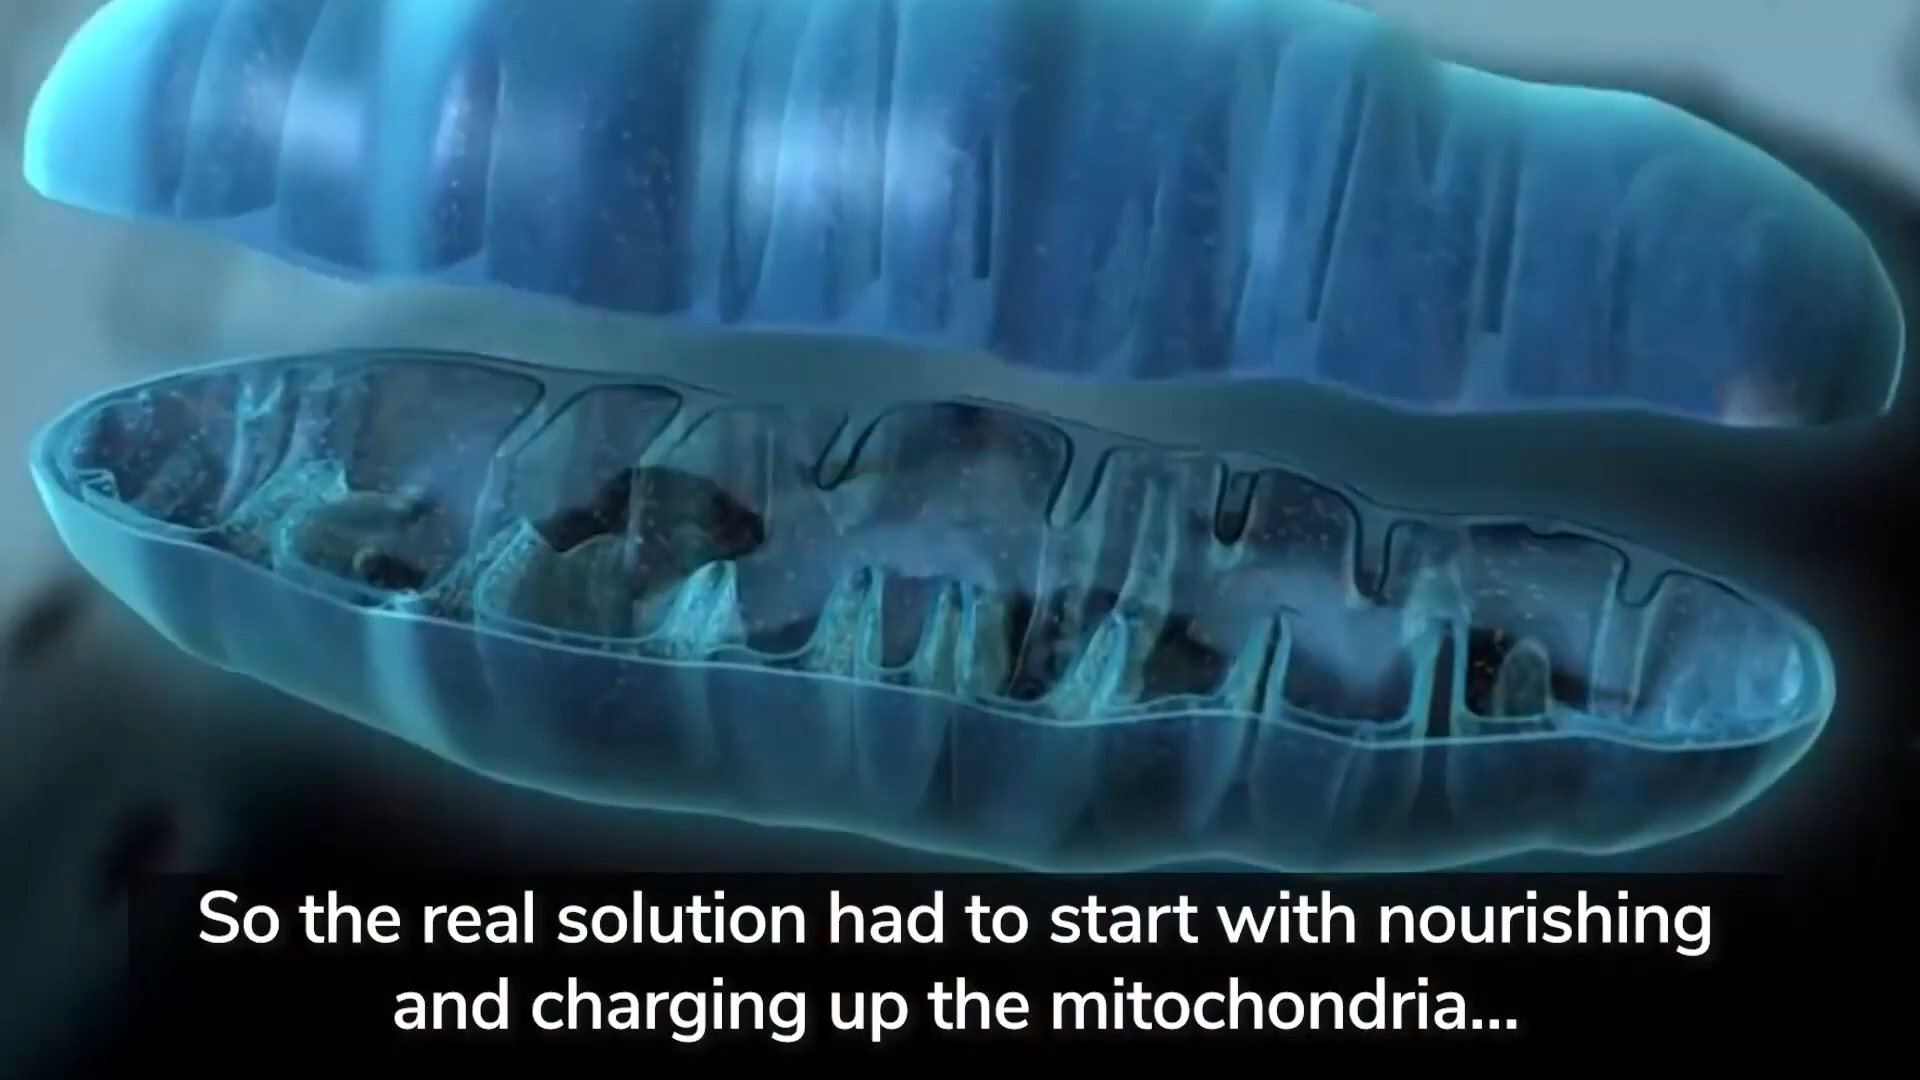 So the real solution had to start with nourishing
and charging up the mitochondria...